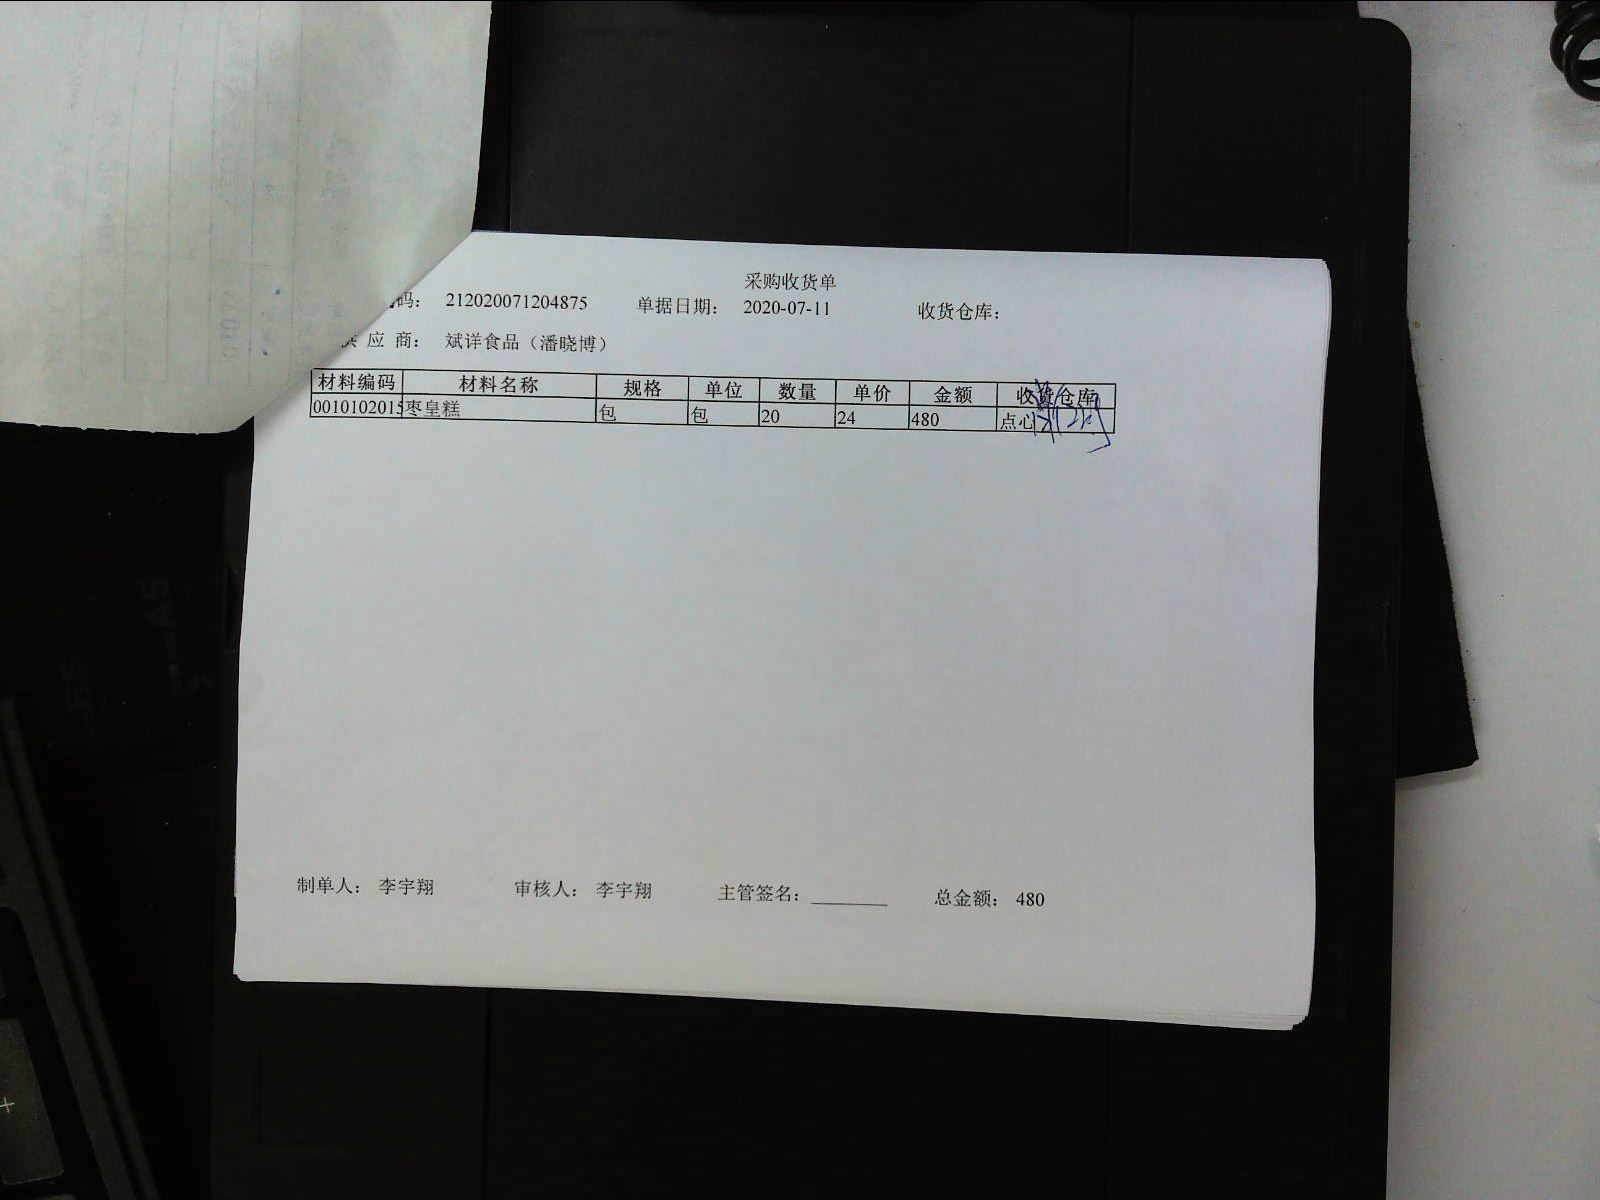 采购收货单
码： 212020071204875 单据日期： 2020-07-11 收货仓库：
供 应 商： 斌详食品（潘晓博）
材料编码 材料名称 规格 单位 数量 单价 金额 收货仓库
0010102015 枣皇糕 包 包 20 24 480 点心
制单人： 李宇翔 审核人： 李宇翔 主管签名： 总金额： 480